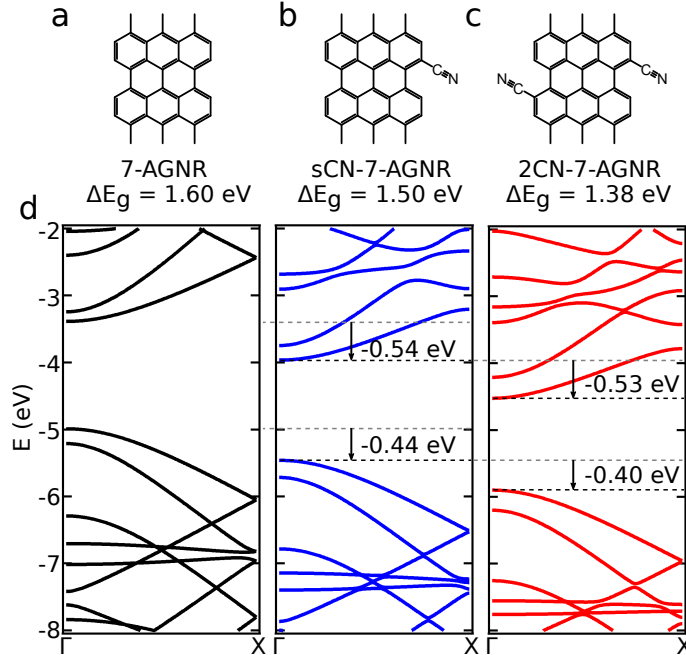 a
b
c
C≡N
N≡C
C≡N
7-AGNR
ΔEg = 1.60 eV
sCN-7-AGNR
ΔEg = 1.50 eV
2CN-7-AGNR
ΔEg = 1.38 eV
d
E (eV)
-2
-3
-4
-5
-6
-7
-8
-0.54 eV
-0.44 eV
-0.53 eV
-0.40 eV
Γ
X
Γ
X
Γ
X